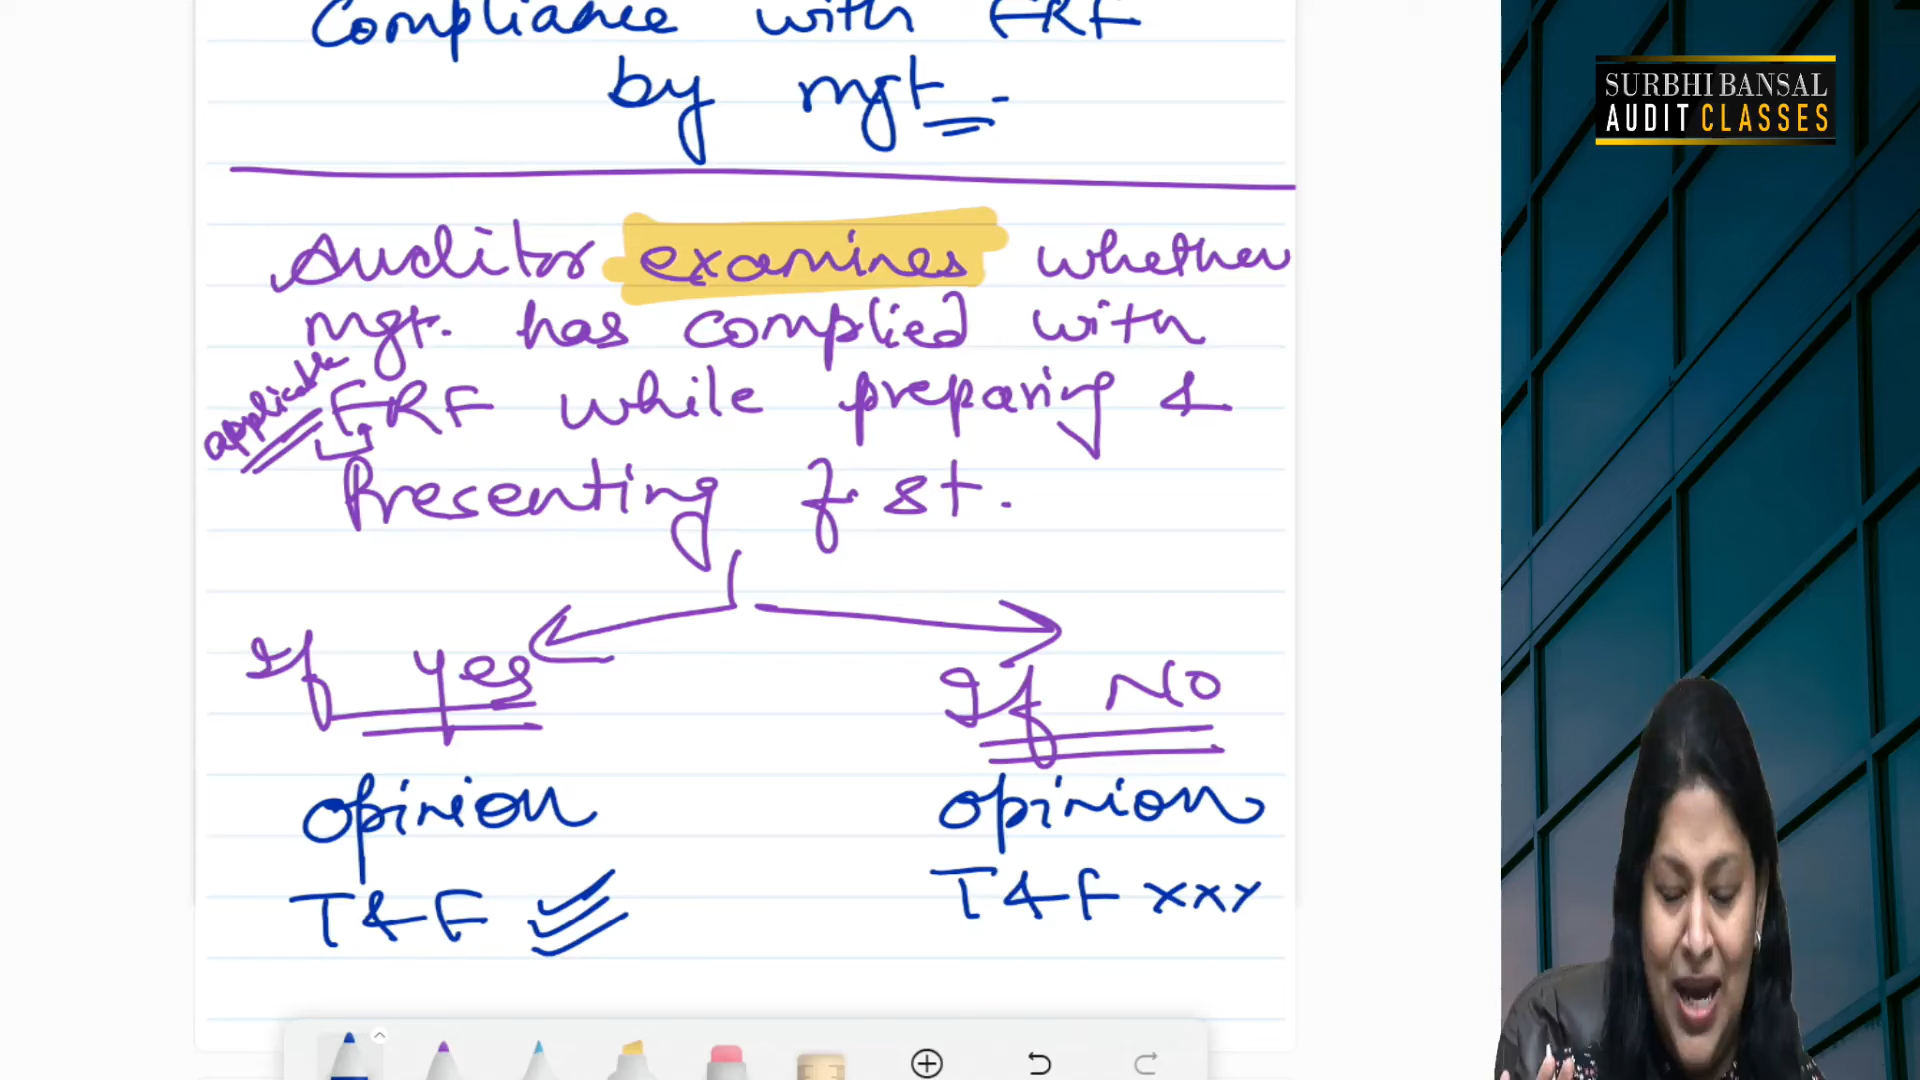 Compliance with FRF
by mgt.
SURBHI BANSAL
AUDIT CLASSES
Auditor examines whether
mgt. has complied with
applicable FRF while preparing &
Presenting f. st.
If yes
If No
opinion
opinion
T & F
T & F xxx